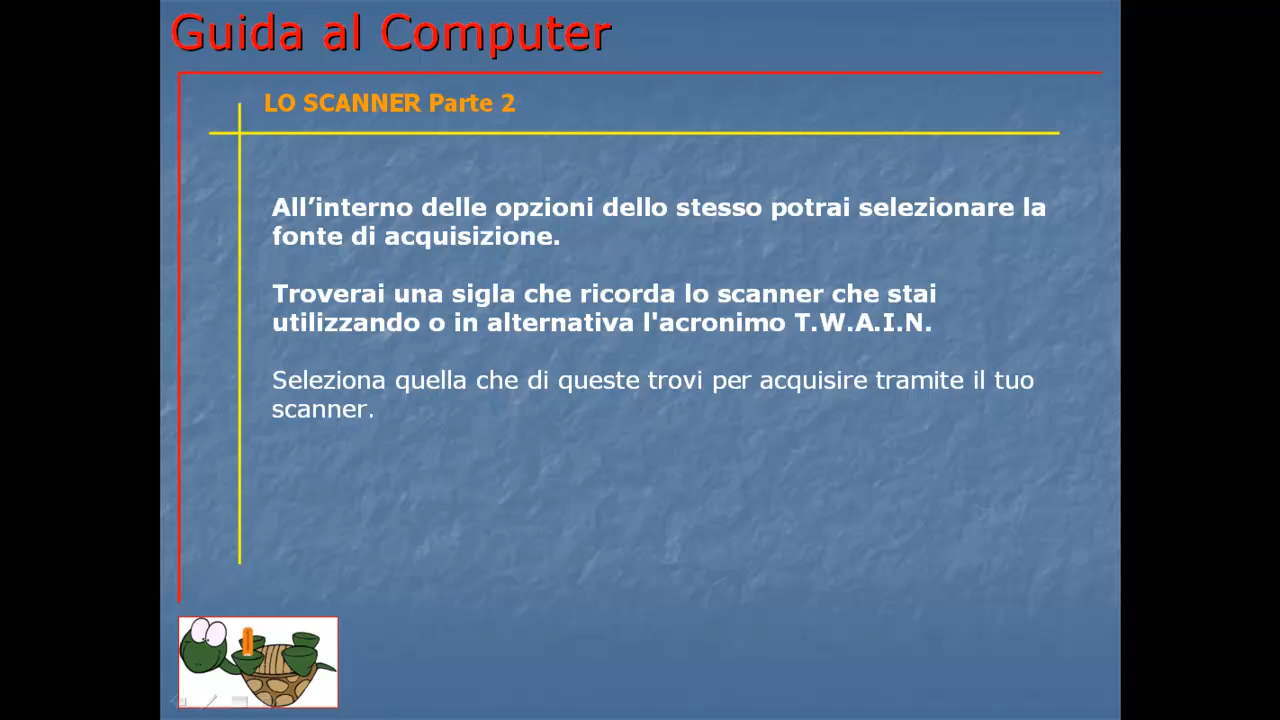 Guida al Computer
LO SCANNER Parte 2
All’interno delle opzioni dello stesso potrai selezionare la
fonte di acquisizione.
Troverai una sigla che ricorda lo scanner che stai
utilizzando o in alternativa l'acronimo T.W.A.I.N.
Seleziona quella che di queste trovi per acquisire tramite il tuo
scanner.